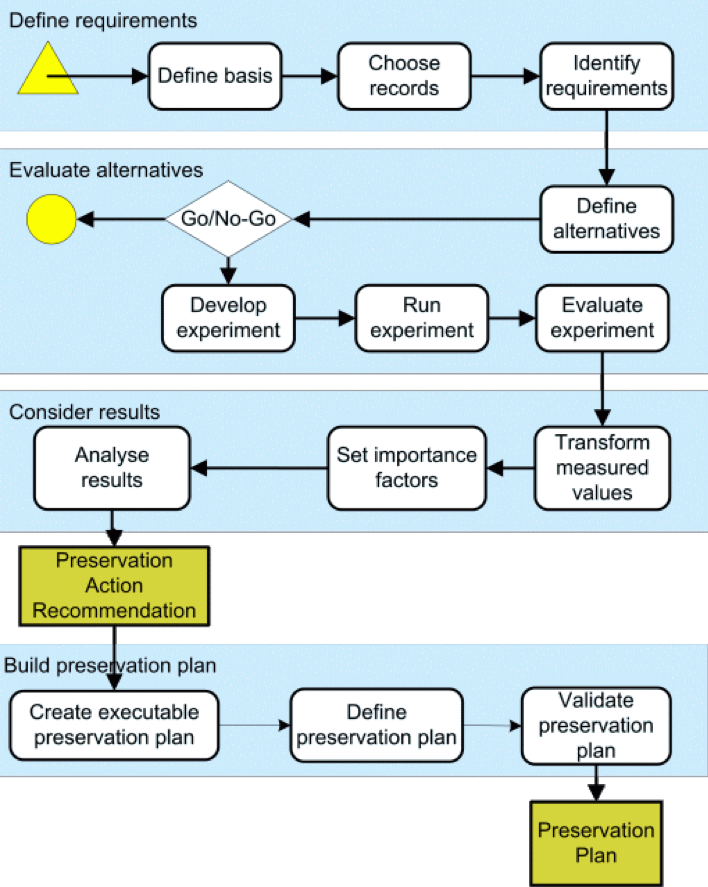 Define requirements
Define basis
Choose
records
Identify
requirements
Evaluate alternatives
Go/No-Go
Define
alternatives
Develop
experiment
Run
experiment
Evaluate
experiment
Consider results
Analyse
results
Set importance
factors
Transform
measured
values
Preservation
Action
Recommendation
Build preservation plan
Create executable
preservation plan
Define
preservation plan
Validate
preservation
plan
Preservation
Plan